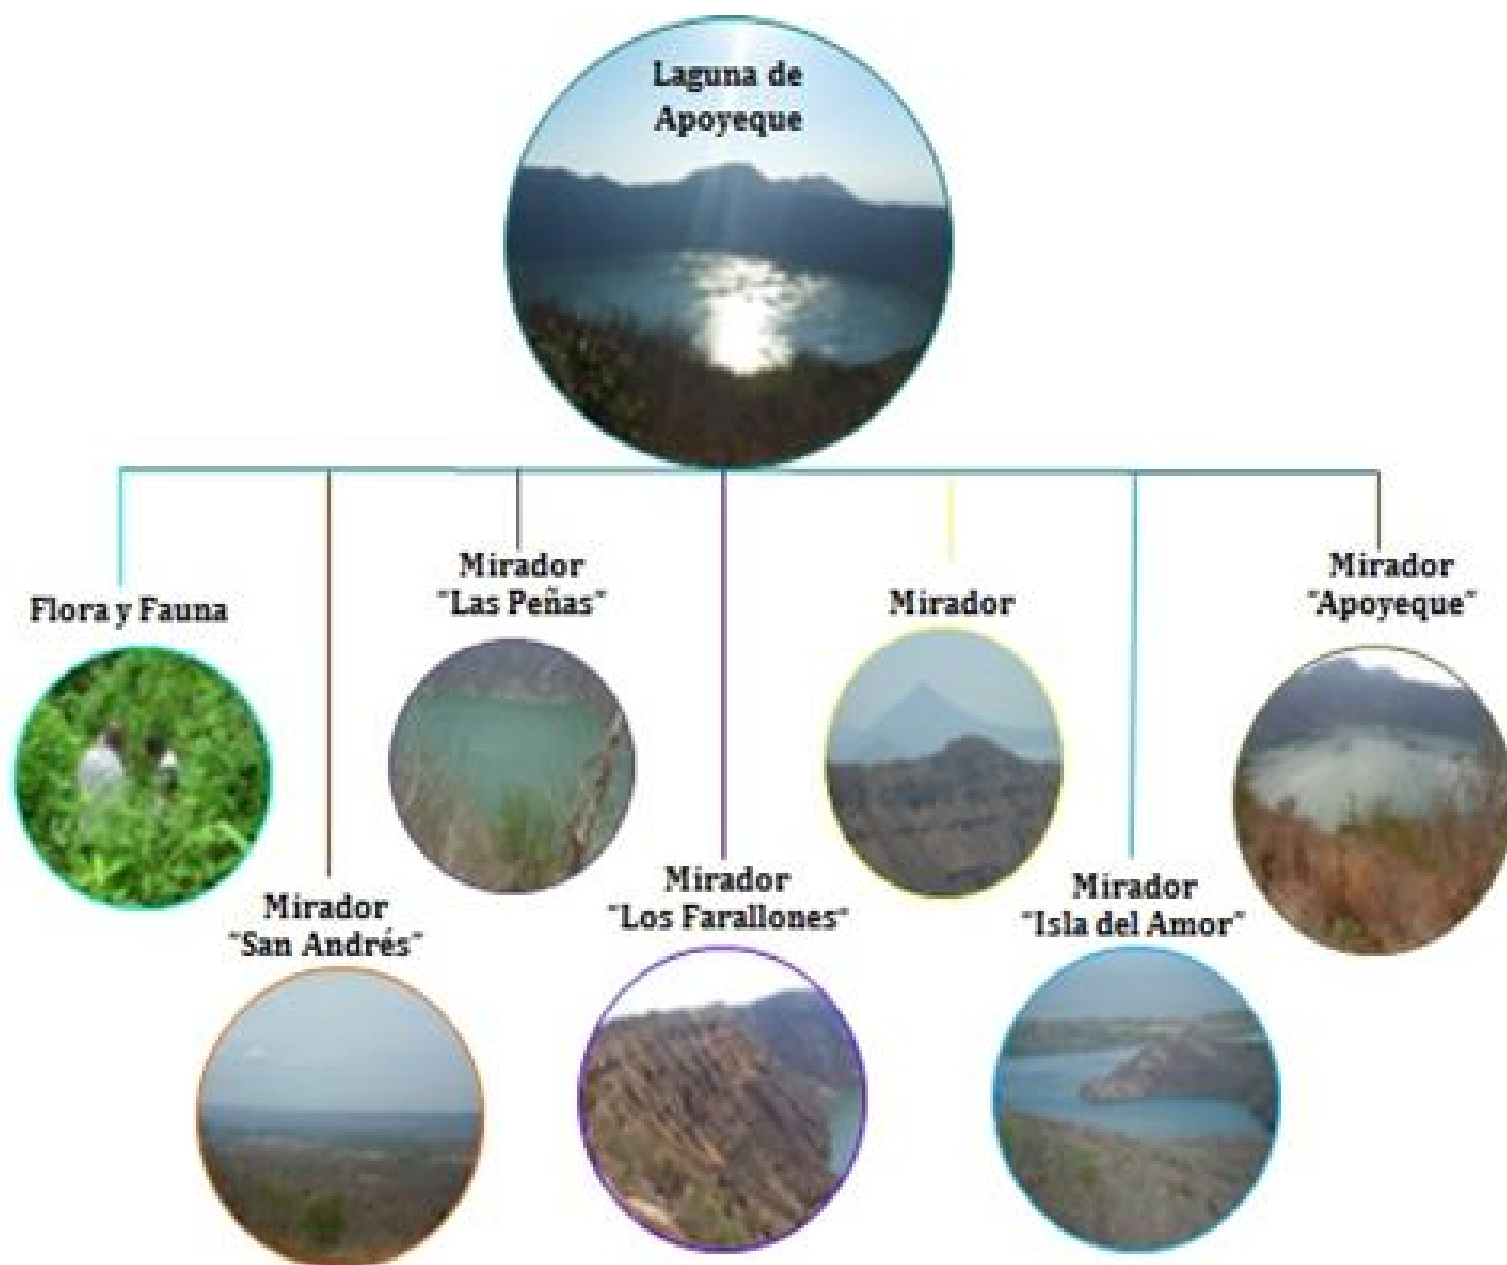 Laguna de
Apoyeque
Flora y Fauna
Mirador
"San Andrés"
Mirador
"Las Peñas"
Mirador
"Los Farallones"
Mirador
Mirador
"Isla del Amor"
Mirador
"Apoyeque"